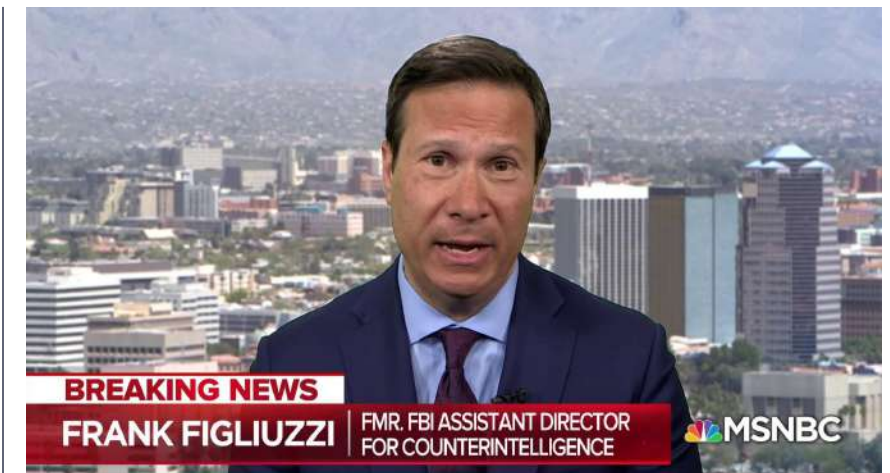 BREAKING NEWS
FRANK FIGLIUZZI
FMR. FBI ASSISTANT DIRECTOR
FOR COUNTERINTELLIGENCE
MSNBC